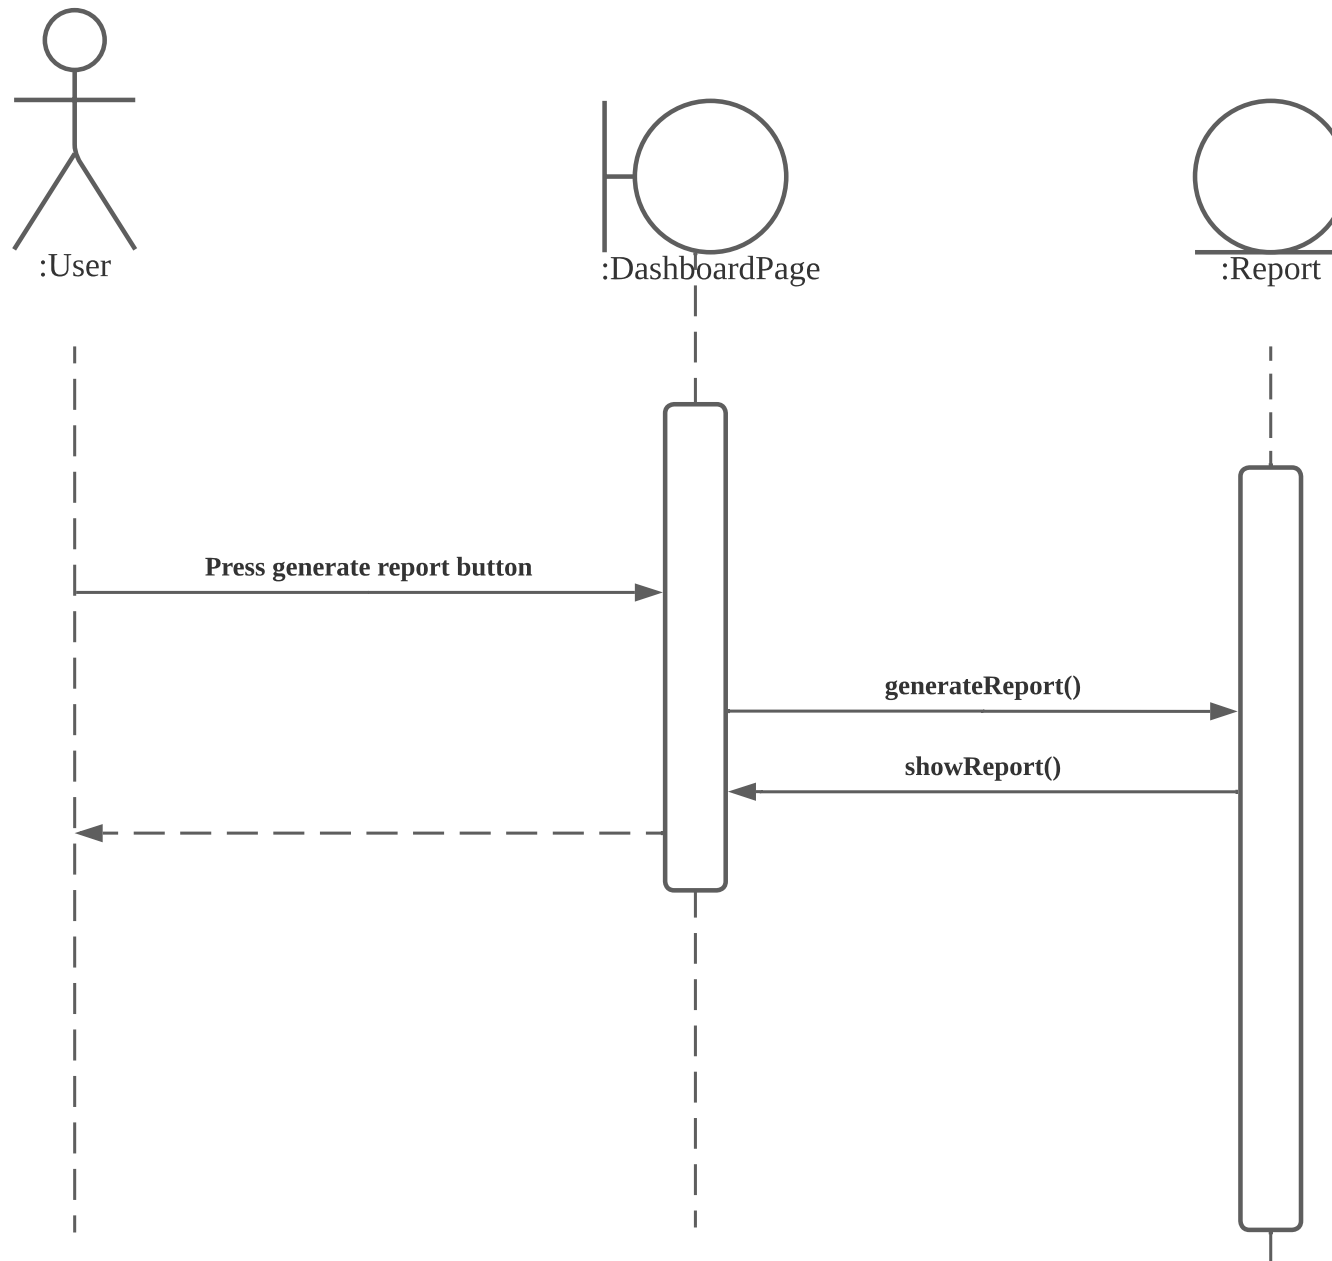 :User
:DashboardPage
:Report
Press generate report button
generateReport()
showReport()